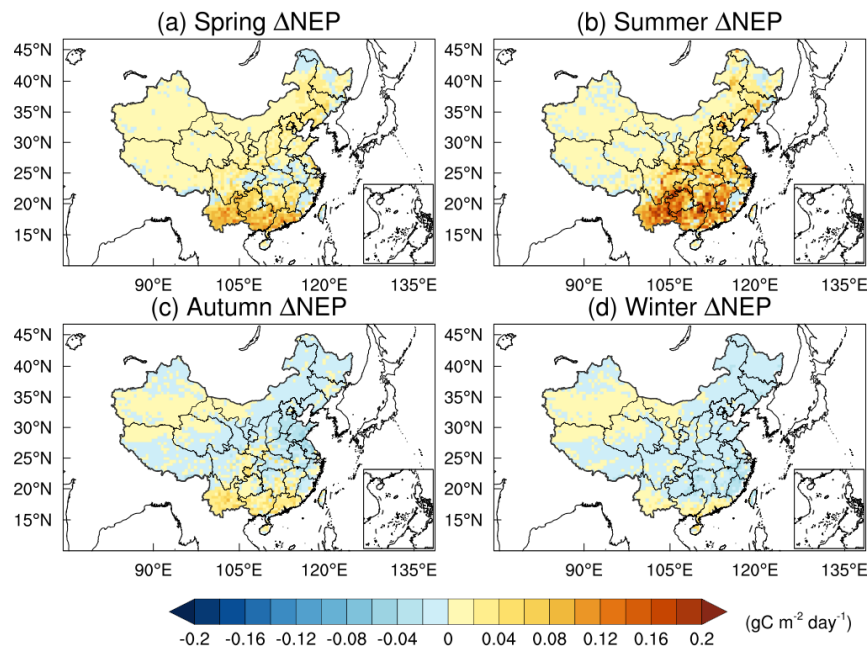 (a) Spring ΔNEP
(b) Summer ΔNEP
45°N
40°N
35°N
30°N
25°N
20°N
15°N
45°N
40°N
35°N
30°N
25°N
20°N
15°N
90°E 105°E 120°E 135°E
90°E 105°E 120°E 135°E
(c) Autumn ΔNEP
(d) Winter ΔNEP
45°N
40°N
35°N
30°N
25°N
20°N
15°N
45°N
40°N
35°N
30°N
25°N
20°N
15°N
90°E 105°E 120°E 135°E
90°E 105°E 120°E 135°E
-0.2 -0.16 -0.12 -0.08 -0.04 0 0.04 0.08 0.12 0.16 0.2
(gC m⁻² day⁻¹)